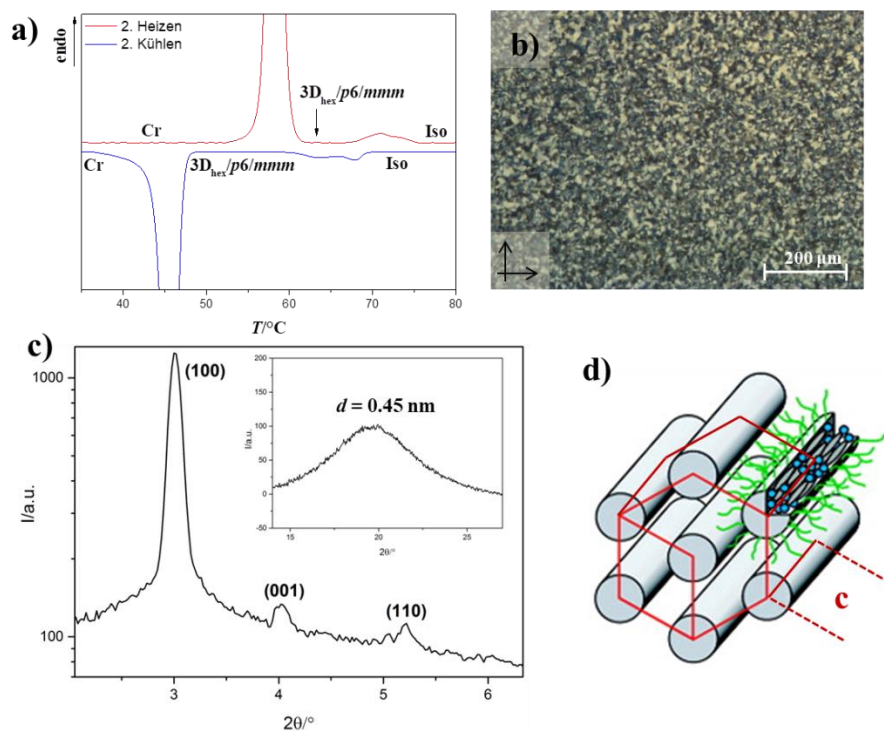 a)
endo
2. Heizen
2. Kühlen
3Dhex/p6/mmm
Cr
Iso
Cr
3Dhex/p6/mmm
Iso
40
50
60
70
80
T/°C
b)
200 µm
c)
1000
100
I/a.u.
(100)
(001)
(110)
3
4
5
6
2θ/°
200
150
100
50
0
-50
I/a.u.
d = 0.45 nm
15
20
25
2θ/°
d)
c